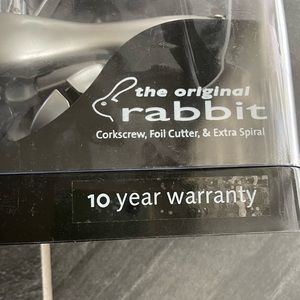 the original
rabbit
Corkscrew, Foil Cutter, & Extra Spiral
10 year warranty